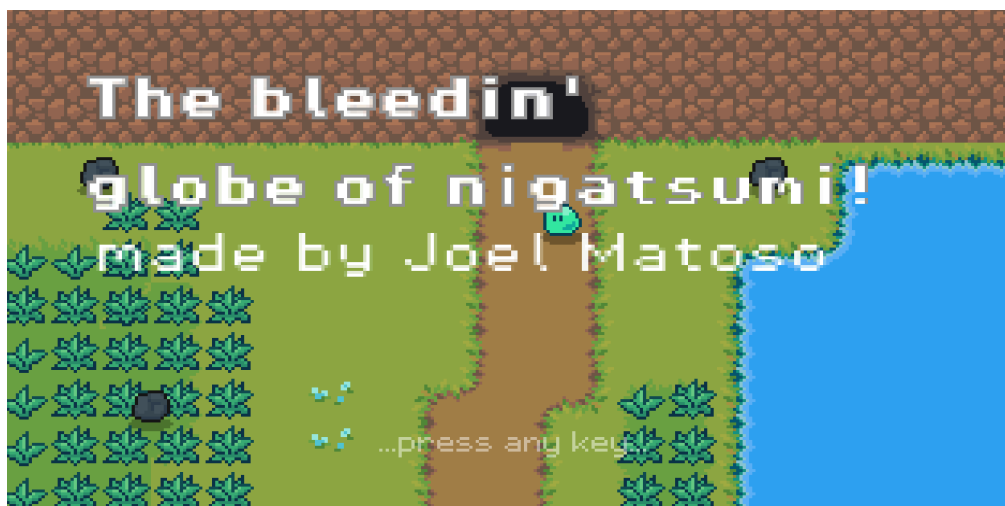 The bleedin'
globe of nigatsumi!
made by Joel Matoso
...press any key...